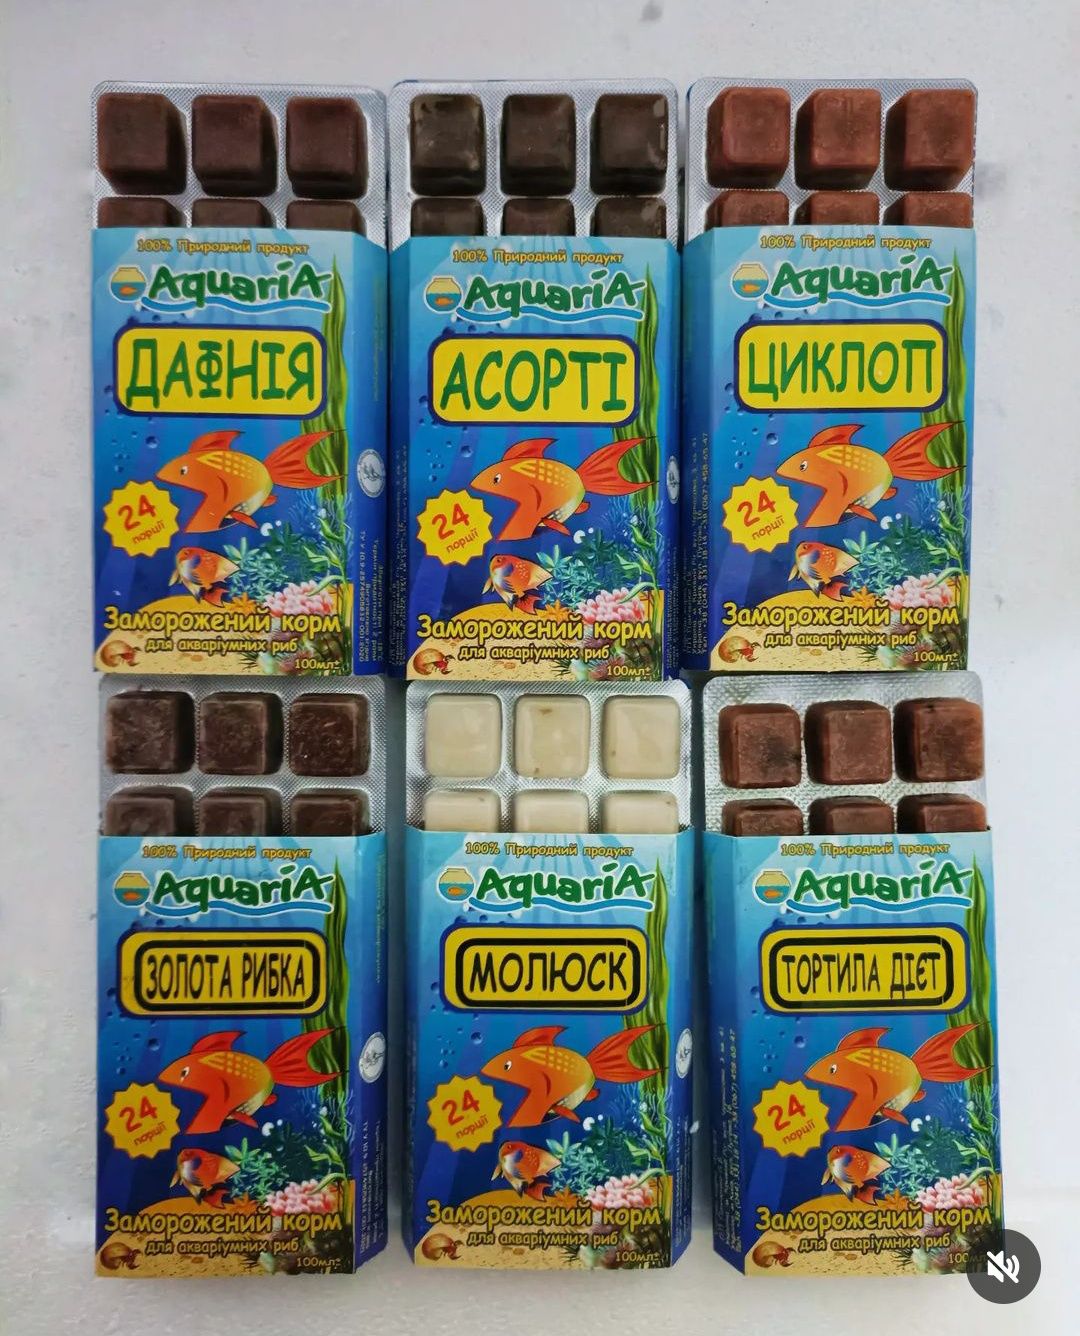 100% Природний продукт
AquariA
ДАФНІЯ
24
порції
Заморожений корм
для акваріумних риб
100мл±
100% Природний продукт
AquariA
АСОРТІ
24
порції
Заморожений корм
для акваріумних риб
100мл±
100% Природний продукт
AquariA
ЦИКЛОП
24
порції
Заморожений корм
для акваріумних риб
100мл±
100% Природний продукт
AquariA
ЗОЛОТА РИБКА
24
порції
Заморожений корм
для акваріумних риб
100мл±
100% Природний продукт
AquariA
МОЛЮСК
24
порції
Заморожений корм
для акваріумних риб
100мл±
100% Природний продукт
AquariA
ТОРТИЛА ДІЄТ
24
порції
Заморожений корм
для акваріумних риб